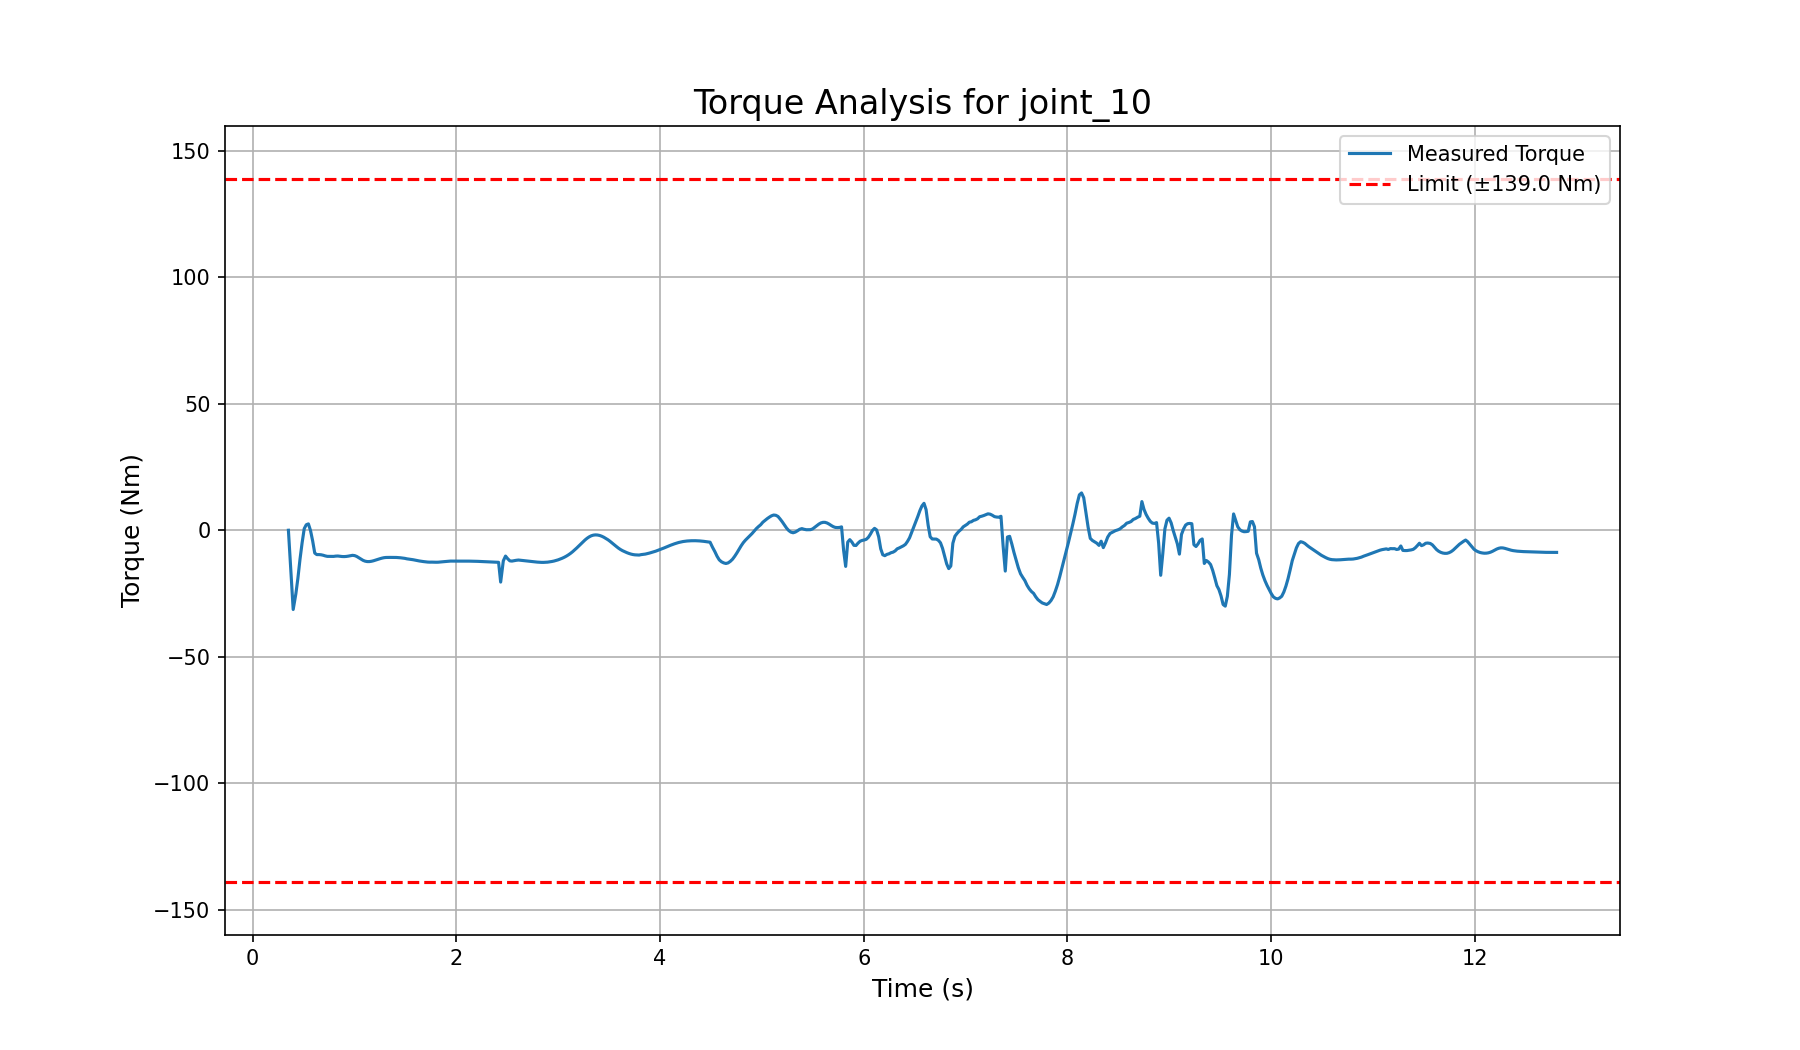 Torque Analysis for joint_10
Measured Torque
Limit (±139.0 Nm)
150
100
50
0
−50
−100
−150
Torque (Nm)
0 2 4 6 8 10 12
Time (s)